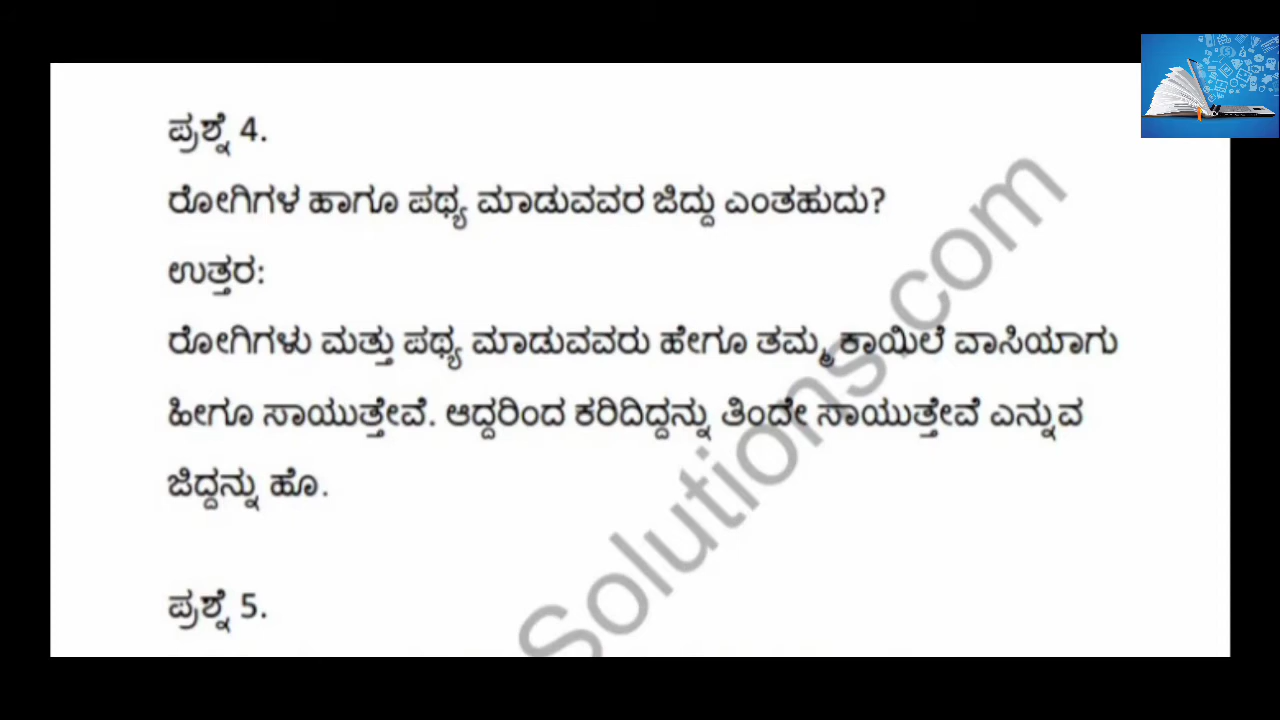 ಪ್ರಶ್ನೆ 4.
ರೋಗಿಗಳ ಹಾಗೂ ಪಥ್ಯ ಮಾಡುವವರ ಜಿದ್ದು ಎಂತಹುದು?
ಉತ್ತರ:
ರೋಗಿಗಳು ಮತ್ತು ಪಥ್ಯ ಮಾಡುವವರು ಹೇಗೂ ತಮ್ಮ ಕಾಯಿಲೆ ವಾಸಿಯಾಗು
ಹೀಗೂ ಸಾಯುತ್ತೇವೆ. ಆದ್ದರಿಂದ ಕರಿದಿದ್ದನ್ನು ತಿಂದೇ ಸಾಯುತ್ತೇವೆ ಎನ್ನುವ
ಜಿದ್ದನ್ನು ಹೊ.
ಪ್ರಶ್ನೆ 5.
Solutions.com